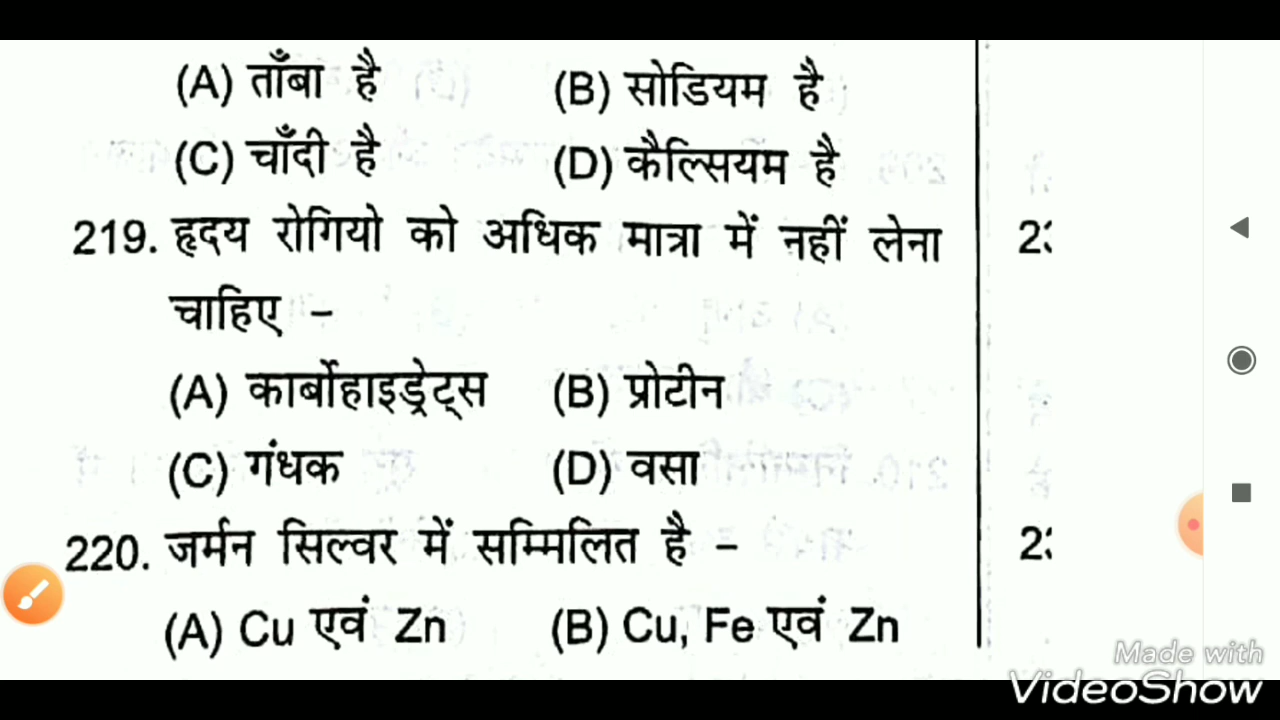 (A) ताँबा है (B) सोडियम है
(C) चाँदी है (D) कैल्सियम है
219. हृदय रोगियो को अधिक मात्रा में नहीं लेना
चाहिए –
(A) कार्बोहाइड्रेट्स (B) प्रोटीन
(C) गंधक (D) वसा
220. जर्मन सिल्वर में सम्मिलित है –
(A) Cu एवं Zn (B) Cu, Fe एवं Zn
Made with
VideoShow